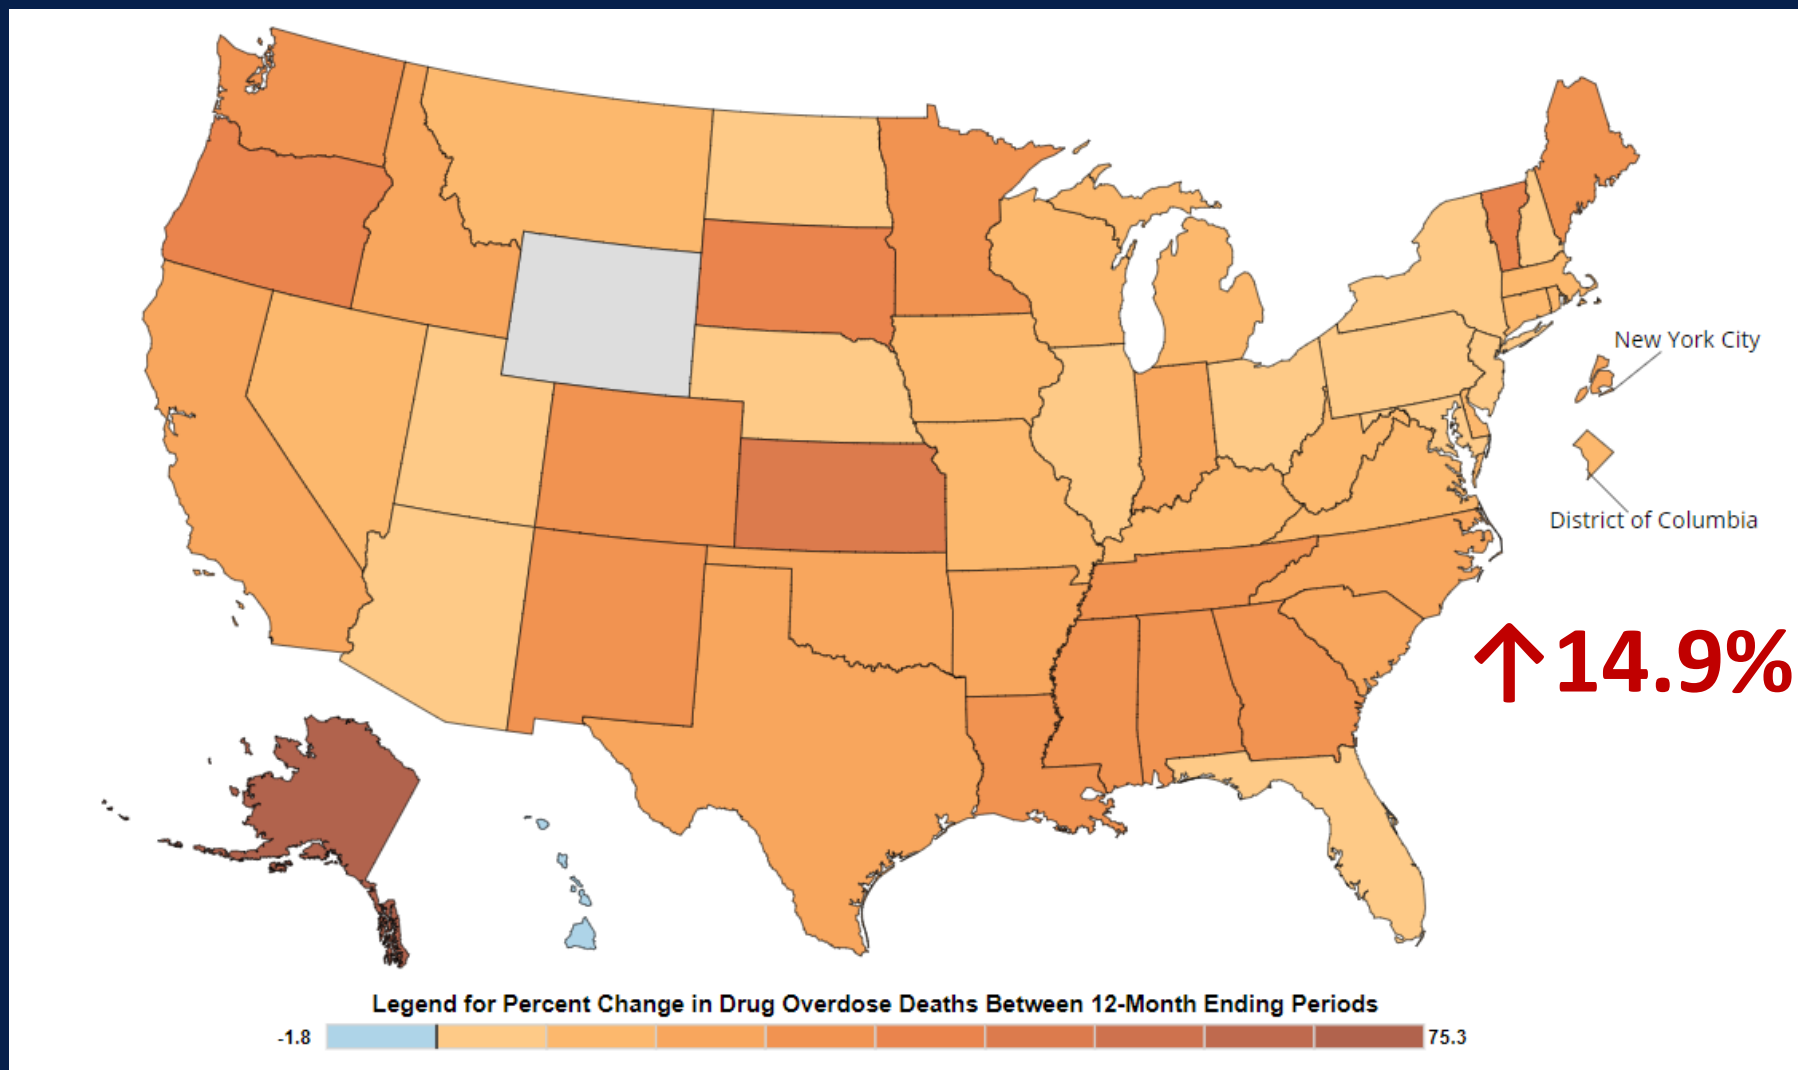 New York City
District of Columbia
↑14.9%
Legend for Percent Change in Drug Overdose Deaths Between 12-Month Ending Periods
-1.8 75.3